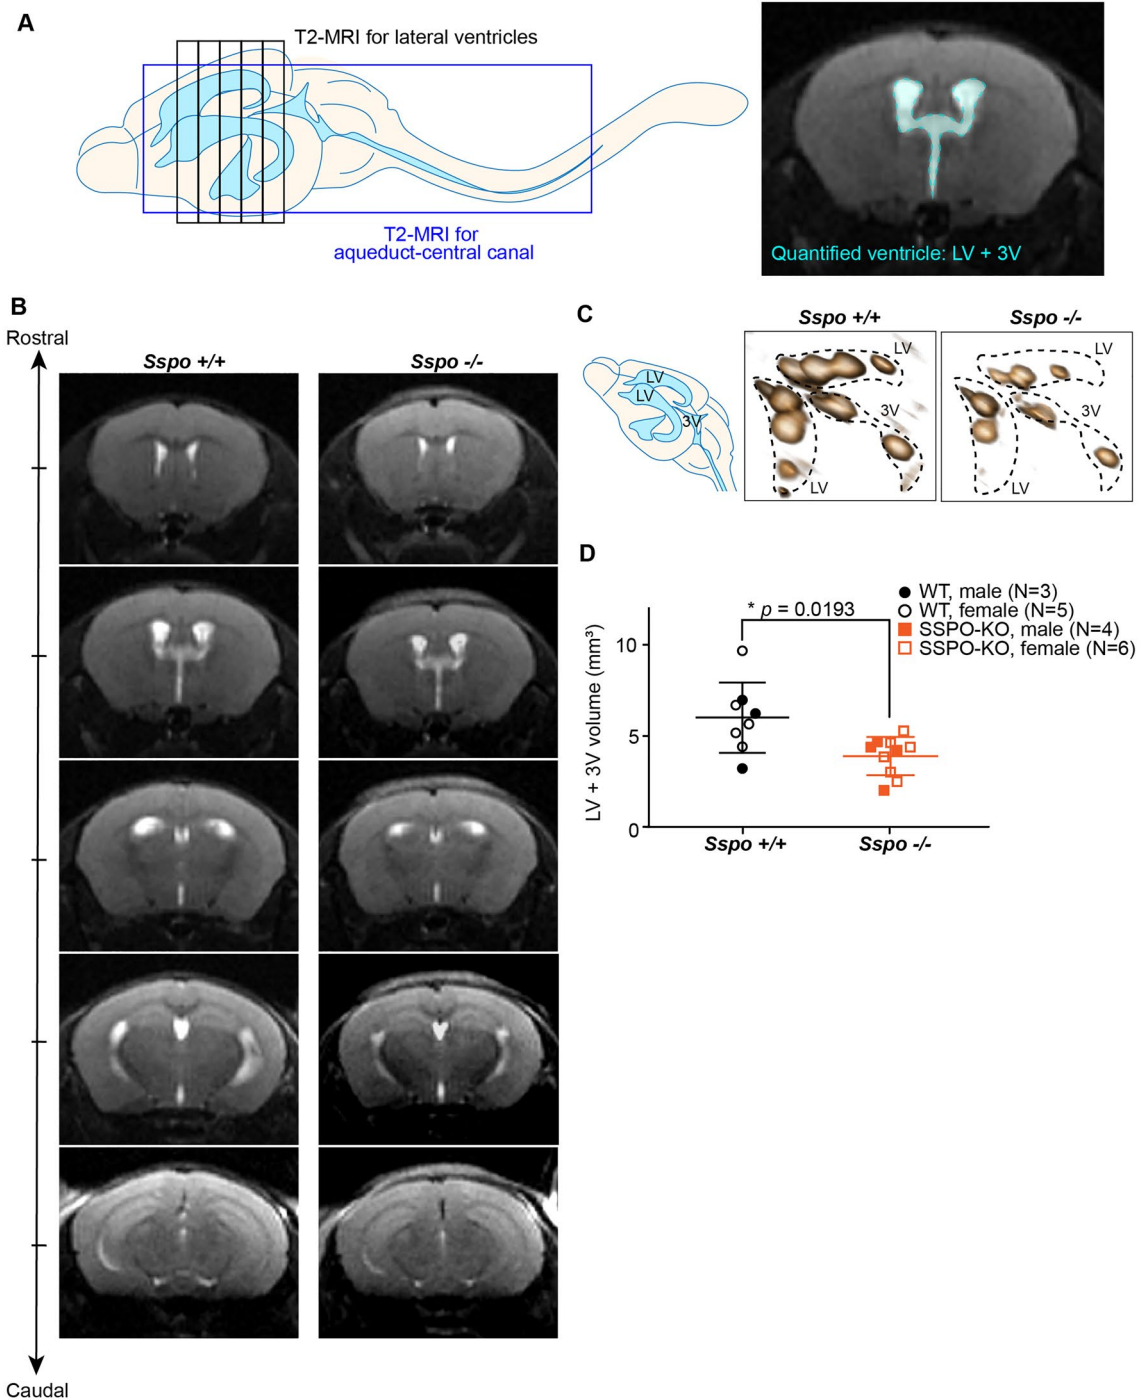 A
T2-MRI for lateral ventricles
T2-MRI for
aqueduct-central canal
Quantified ventricle: LV + 3V
B
Rostral
Sspo +/+
Sspo -/-
Caudal
C
LV
LV
3V
Sspo +/+
LV
3V
LV
Sspo -/-
LV
3V
LV
D
WT, male (N=3)
WT, female (N=5)
SSPO-KO, male (N=4)
SSPO-KO, female (N=6)
* p = 0.0193
LV + 3V volume (mm³)
10
5
0
Sspo +/+
Sspo -/-